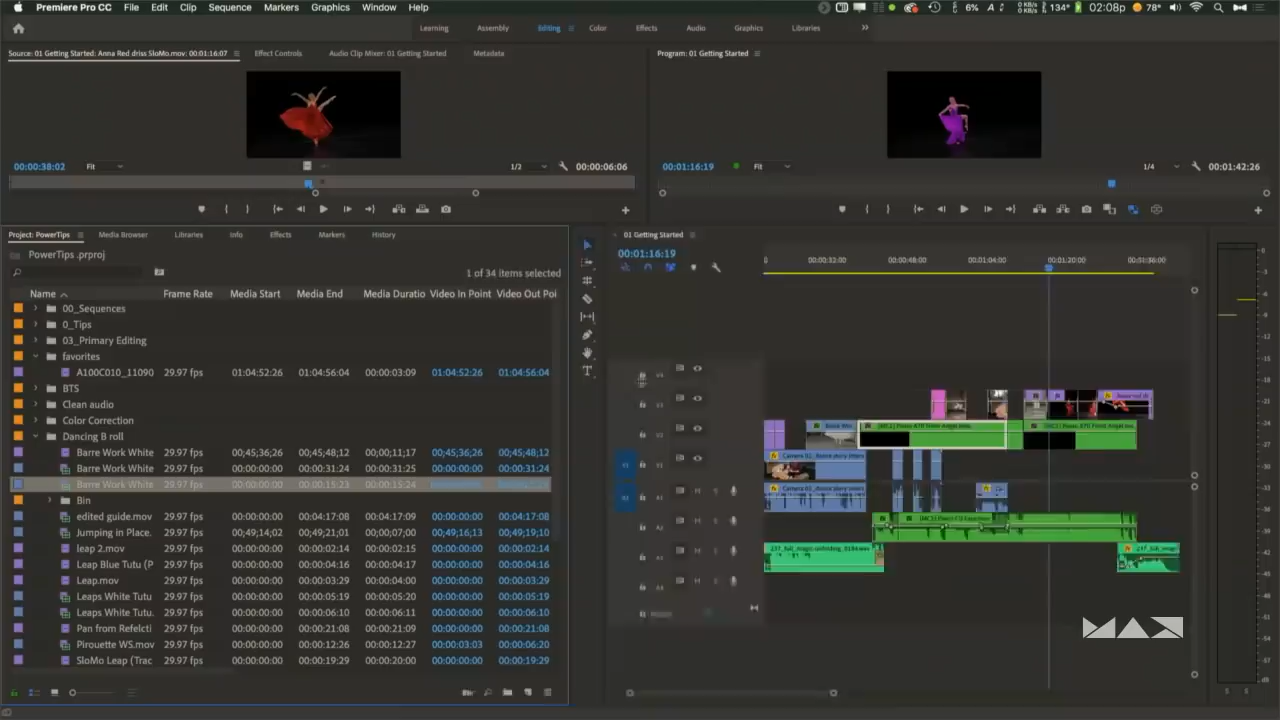 Premiere Pro CC File Edit Clip Sequence Markers Graphics Window Help
6% 134° 02:08p 78°
Learning Assembly Editing Color Effects Audio Graphics Libraries
Source: 01 Getting Started: Anna Red driss SloMo.mov: 00:01:16:07 Effect Controls Audio Clip Mixer: 01 Getting Started Metadata
Program: 01 Getting Started
00:00:38:02 Fit 1/2 00:00:06:06
00:01:16:19 Fit 1/4 00:01:42:26
Project: PowerTips Media Browser Libraries Info Effects Markers History
PowerTips .prproj
1 of 34 items selected
Name Frame Rate Media Start Media End Media Duratio Video In Point Video Out Poi
00_Sequences
0_Tips
03_Primary Editing
favorites
A100C010_11090 29.97 fps 01:04:52:26 01:04:56:04 00:00:03:09 01:04:52:26 01:04:56:04
BTS
Clean audio
Color Correction
Dancing B roll
Barre Work White 29.97 fps 00;45;36;26 00;45;48;12 00;00;11;17 00;45;36;26 00;45;48;12
Barre Work White 29.97 fps 00:00:00:00 00:00:31:24 00:00:31:25 00:00:00:00 00:00:31:24
Barre Work White 29.97 fps 00:00:00:00 00:00:15:23 00:00:15:24
Bin
edited guide.mov 29.97 fps 00:00:00:00 00:04:17:08 00:04:17:09 00:00:00:00 00:04:17:08
Jumping in Place. 29.97 fps 00;49;14;02 00;49;21;01 00;00;07;00 00;49;16;13 00;49;19;10
leap 2.mov 29.97 fps 00:00:00:00 00:00:02:14 00:00:02:15 00:00:00:00 00:00:02:14
Leap Blue Tutu (P 29.97 fps 00:00:00:00 00:00:04:16 00:00:04:17 00:00:00:00 00:00:04:16
Leap.mov 29.97 fps 00:00:00:00 00:00:03:29 00:00:04:00 00:00:00:00 00:00:03:29
Leaps White Tutu 29.97 fps 00:00:00:00 00:00:05:19 00:00:05:20 00:00:00:00 00:00:05:19
Leaps White Tutu. 29.97 fps 00:00:00:00 00:00:06:10 00:00:06:11 00:00:00:00 00:00:06:10
Pan from Refelcti 29.97 fps 00:00:00:00 00:00:21:08 00:00:21:09 00:00:00:00 00:00:21:08
Pirouette WS.mov 29.97 fps 00:00:00:00 00:00:12:26 00:00:12:27 00:00:03:03 00:00:06:20
SloMo Leap (Trac 29.97 fps 00:00:00:00 00:00:19:29 00:00:20:00 00:00:00:00 00:00:19:29
01 Getting Started
00:01:16:19
00:00:32:00 00:00:48:00 00:01:04:00 00:01:20:00 00:01:36:00
MAX